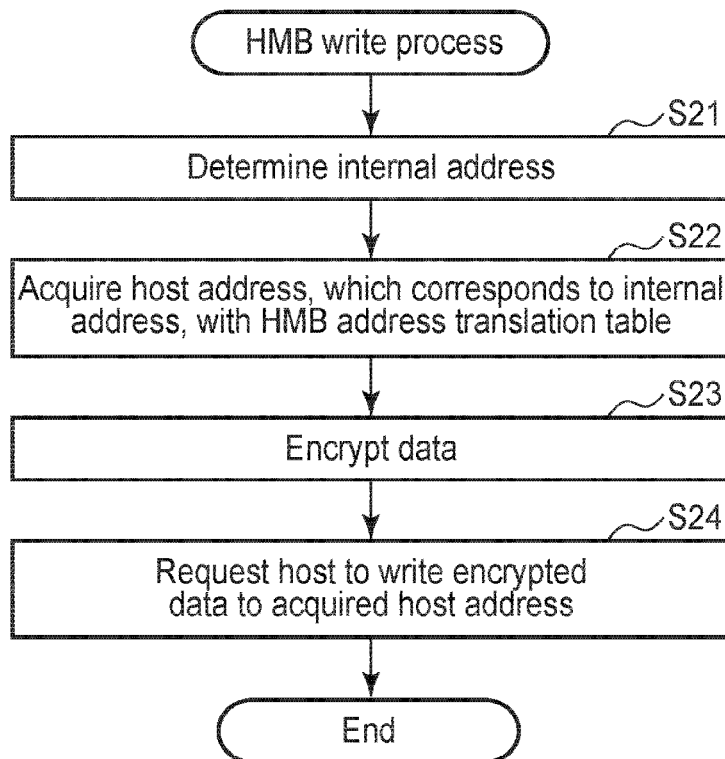 HMB write process
S21
Determine internal address
S22
Acquire host address, which corresponds to internal
address, with HMB address translation table
S23
Encrypt data
S24
Request host to write encrypted
data to acquired host address
End